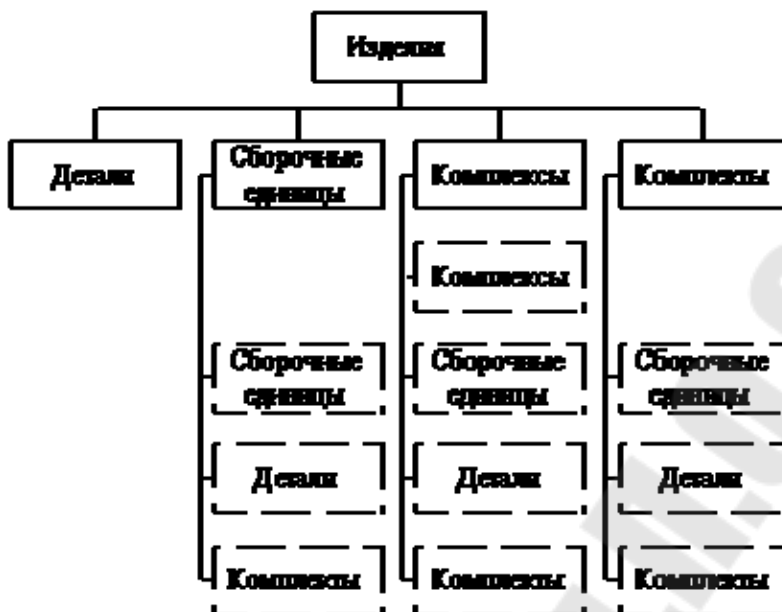 Изделия
Детали
Сборочные
единицы
Комплексы
Комплекты
Комплексы
Сборочные
единицы
Сборочные
единицы
Сборочные
единицы
Детали
Детали
Детали
Комплекты
Комплекты
Комплекты